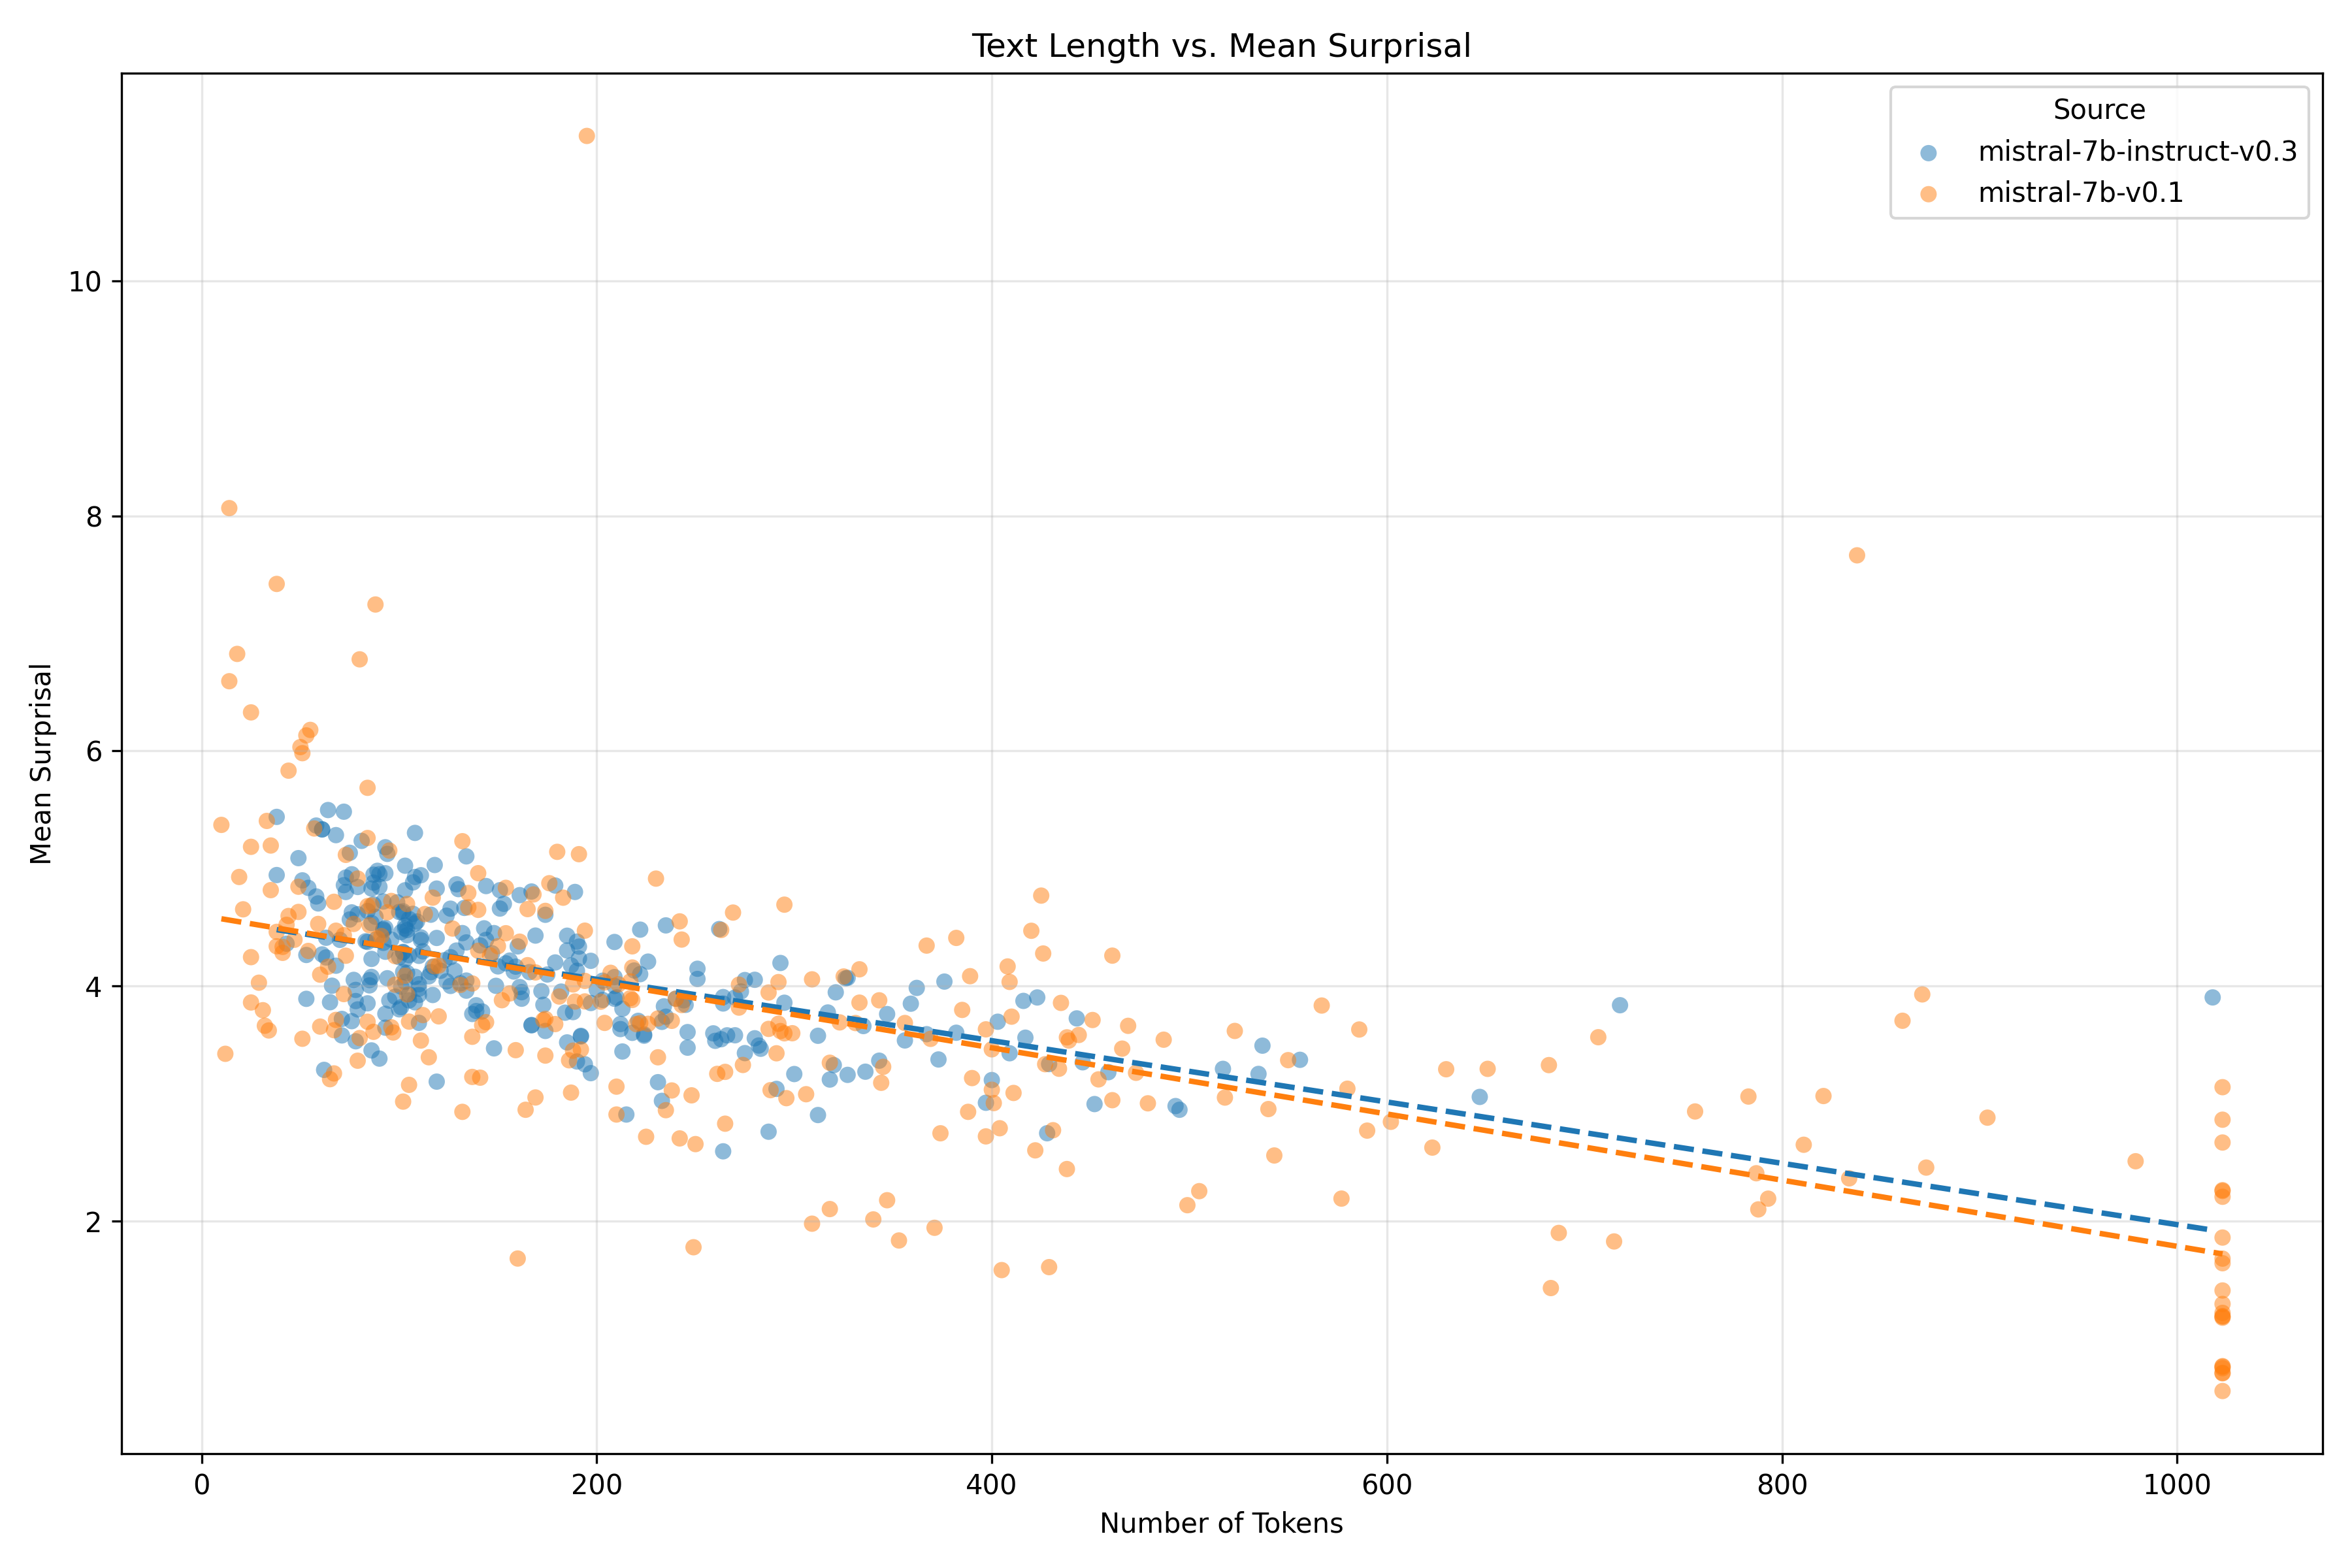 Text Length vs. Mean Surprisal
Source
mistral-7b-instruct-v0.3
mistral-7b-v0.1
Mean Surprisal
10
8
6
4
2
0
200
400
600
800
1000
Number of Tokens